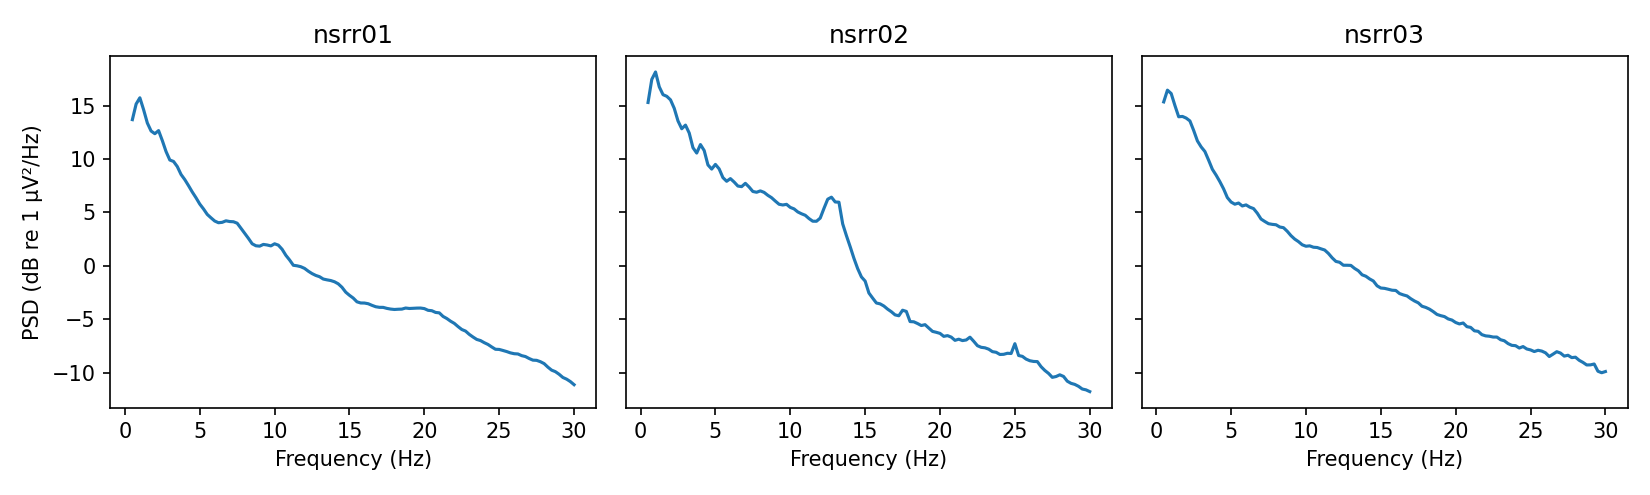 nsrr01
nsrr02
nsrr03
PSD (dB re 1 µV²/Hz)
15
10
5
0
−5
−10
0 5 10 15 20 25 30
0 5 10 15 20 25 30
0 5 10 15 20 25 30
Frequency (Hz)
Frequency (Hz)
Frequency (Hz)